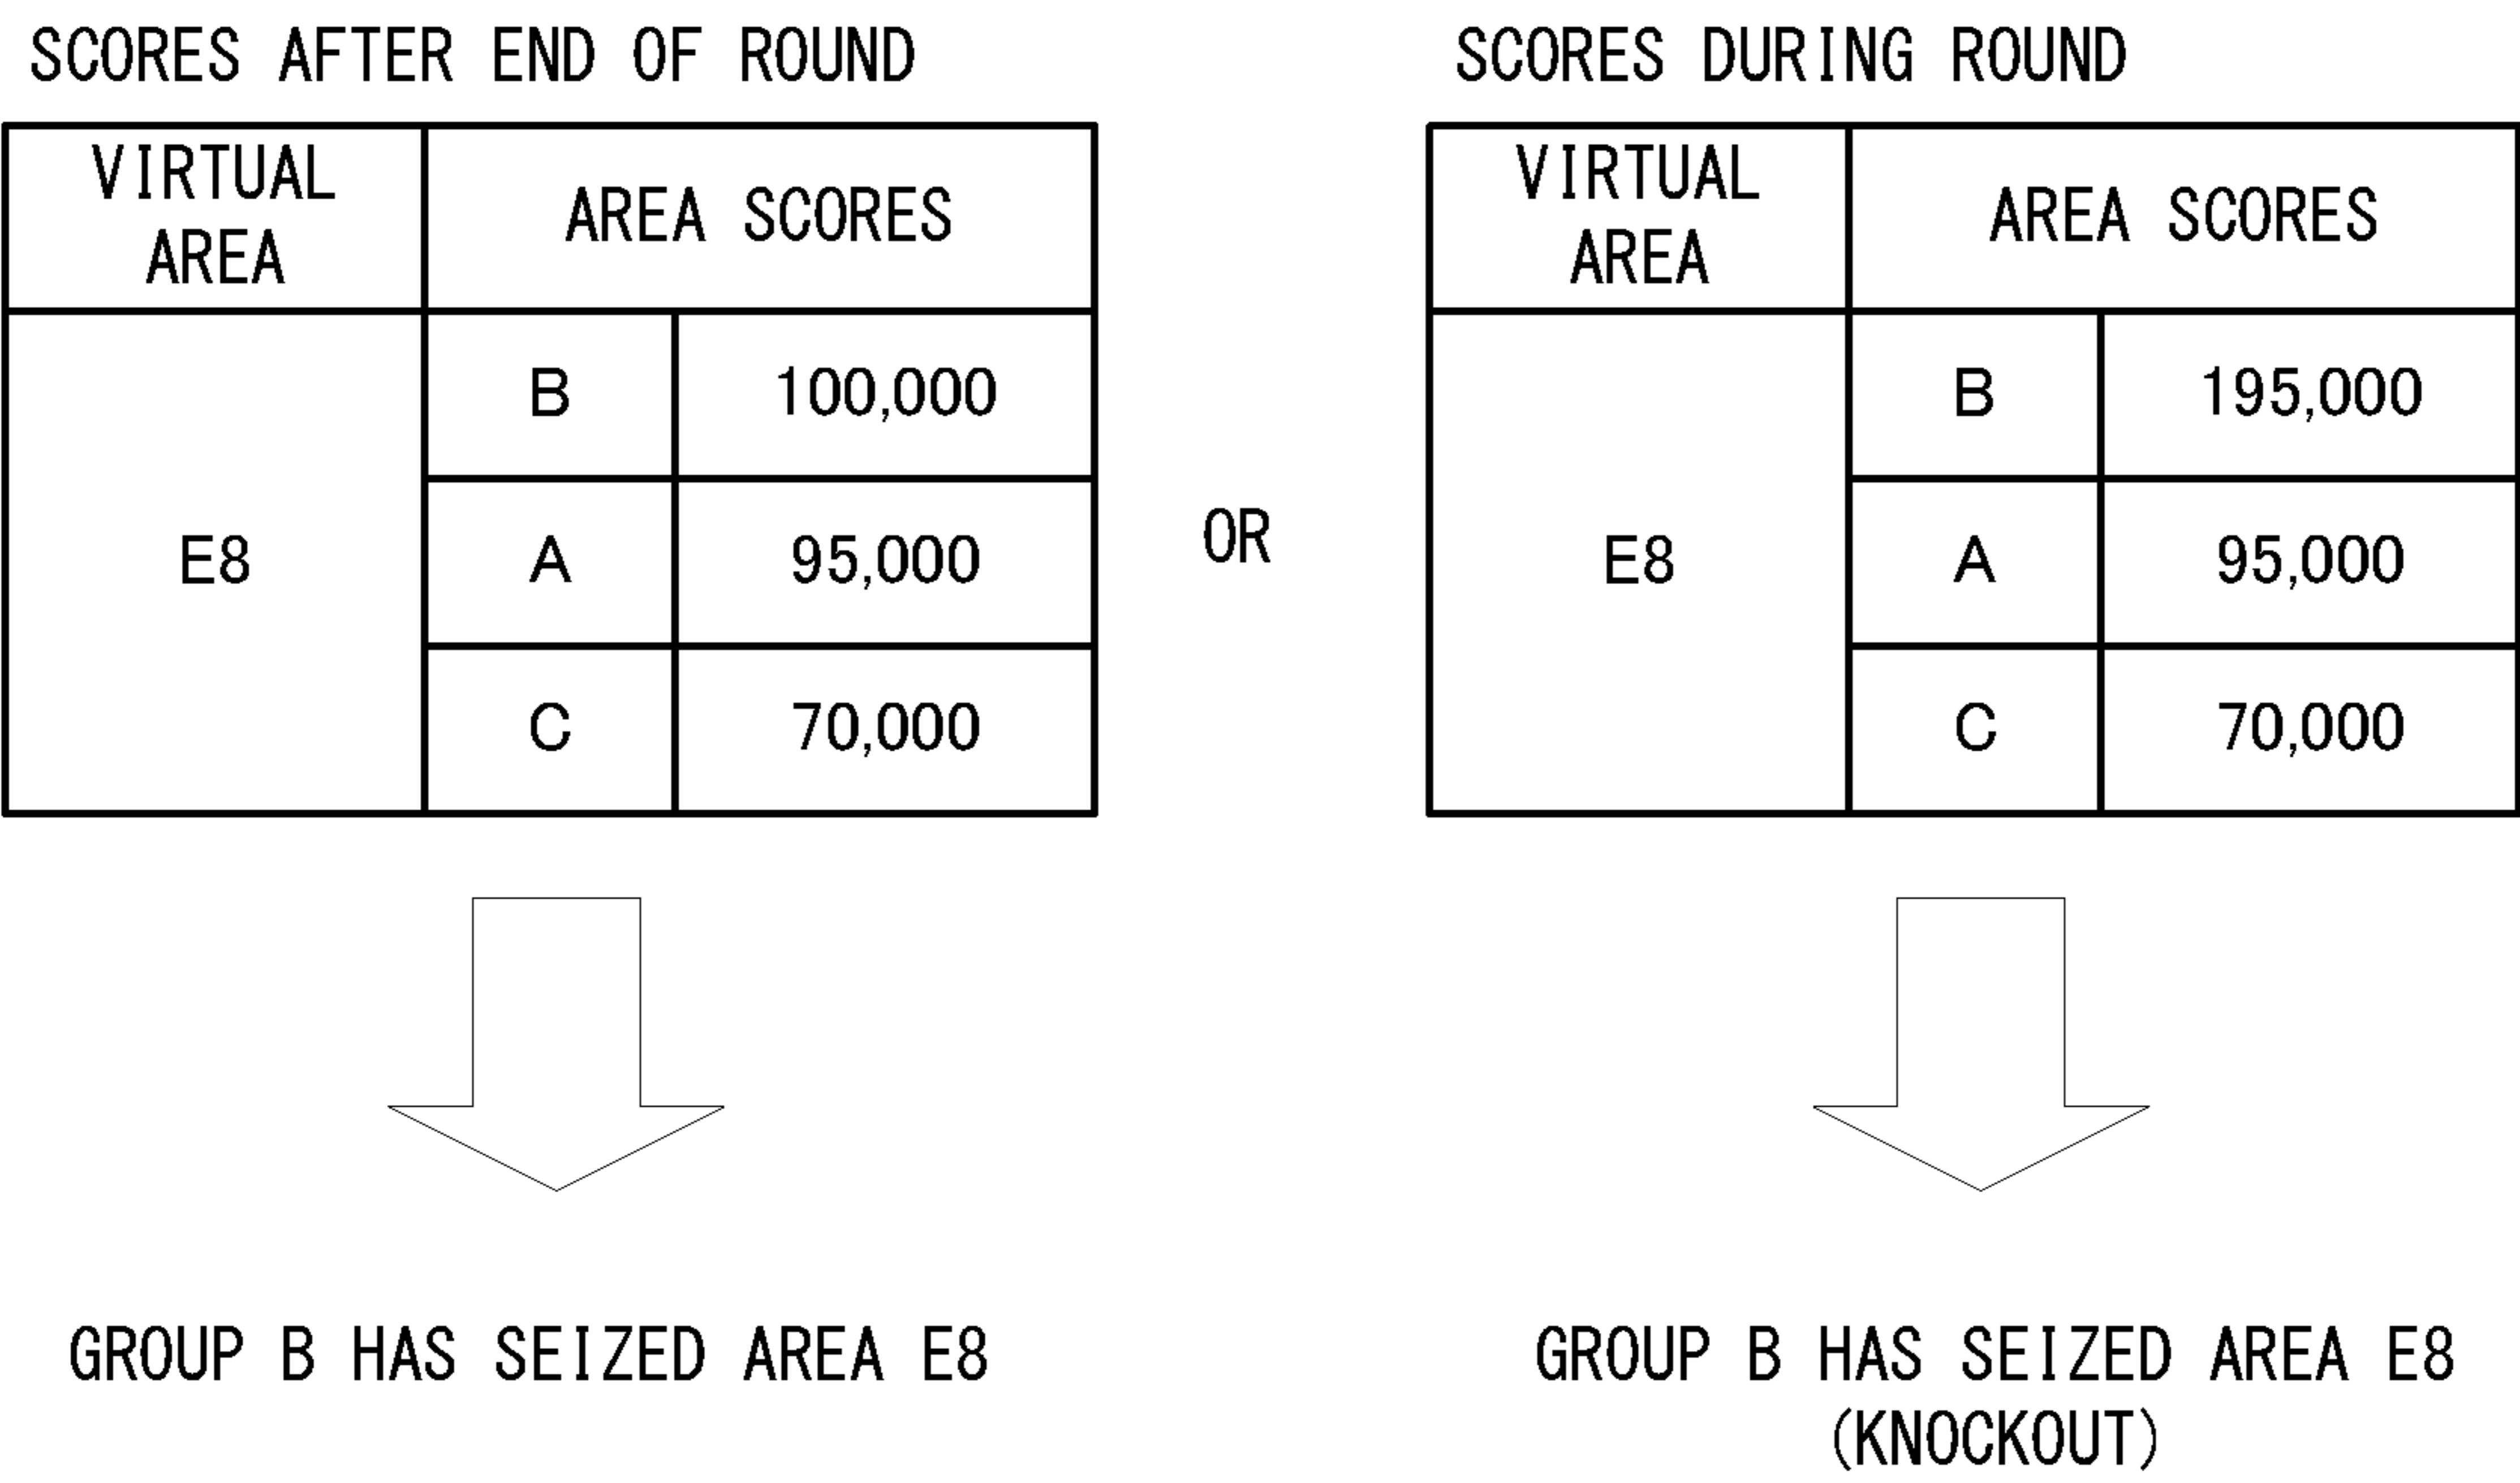 SCORES AFTER END OF ROUND
VIRTUAL
AREA
AREA SCORES
E8
B
100,000
A
95,000
C
70,000
OR
SCORES DURING ROUND
VIRTUAL
AREA
AREA SCORES
E8
B
195,000
A
95,000
C
70,000
GROUP B HAS SEIZED AREA E8
GROUP B HAS SEIZED AREA E8
(KNOCKOUT)